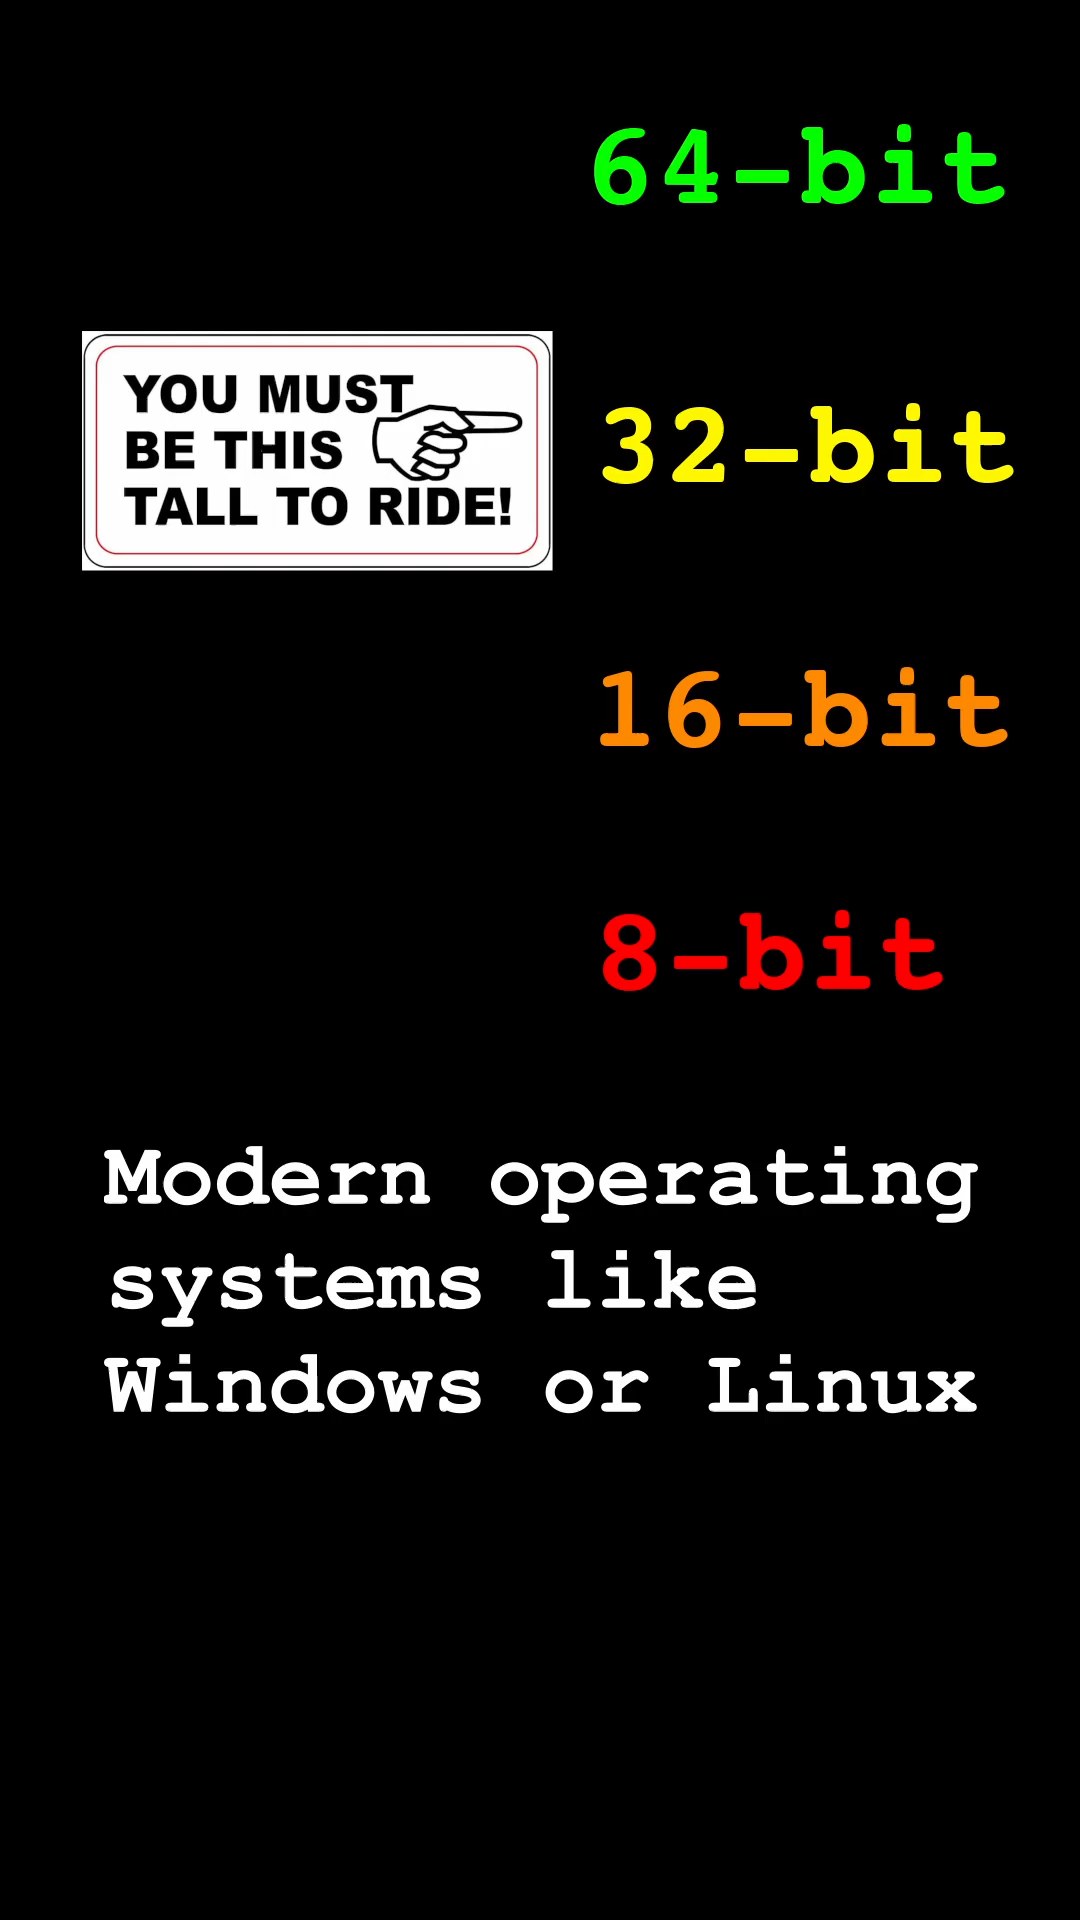 64-bit
YOU MUST
BE THIS
TALL TO RIDE!
32-bit
16-bit
8-bit
Modern operating
systems like
Windows or Linux